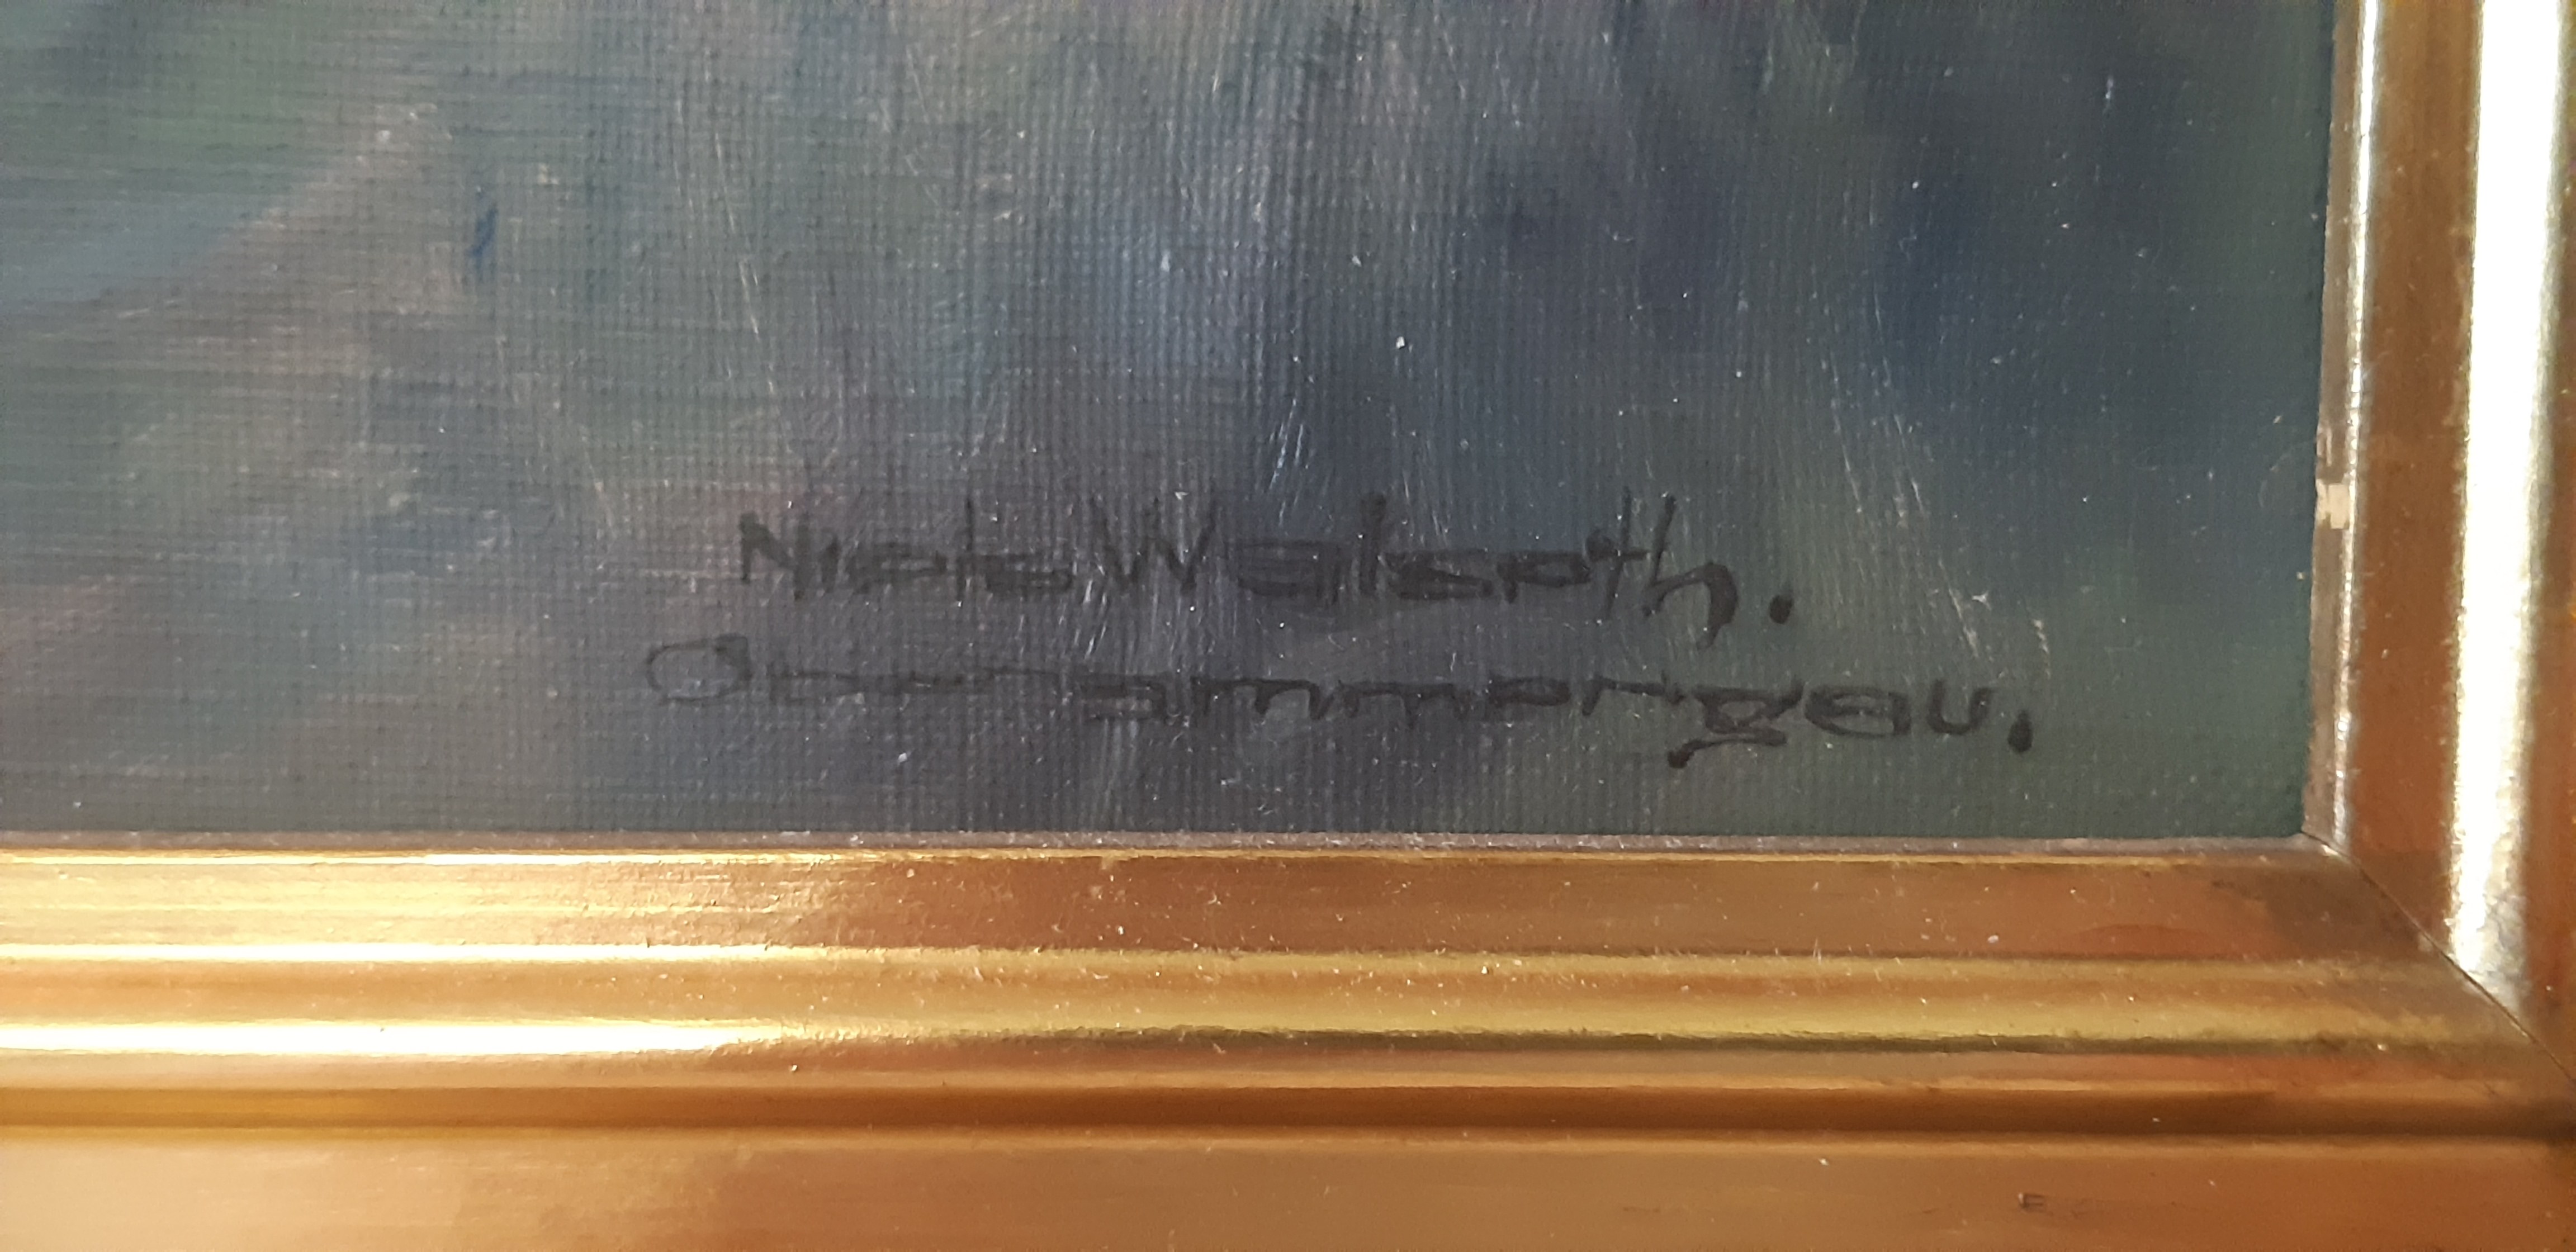 Niels Walseth.
Oberammergau.